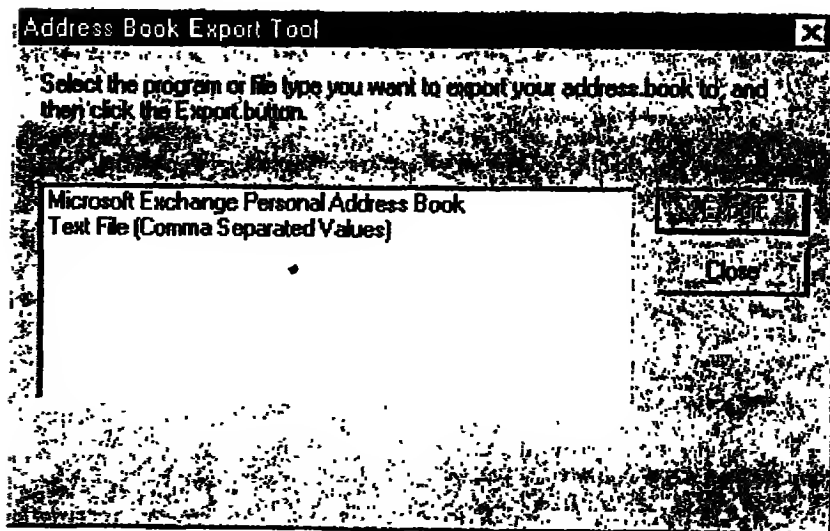 Address Book Export Tool
Select the program or file type you want to export your address book to, and
then click the Export button.
Microsoft Exchange Personal Address Book
Text File (Comma Separated Values)
Close